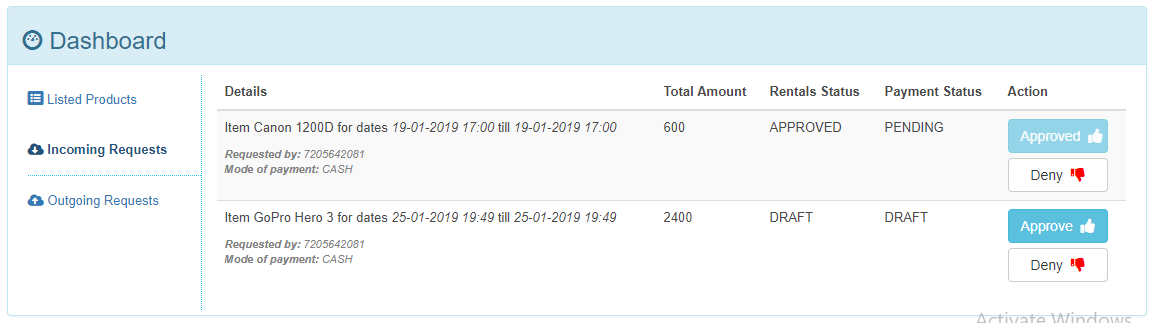 Dashboard
Listed Products
Incoming Requests
Outgoing Requests
Details Total Amount Rentals Status Payment Status Action
Item Canon 1200D for dates 19-01-2019 17:00 till 19-01-2019 17:00 600 APPROVED PENDING Approved
Requested by: 7205642081
Mode of payment: CASH
Deny
Item GoPro Hero 3 for dates 25-01-2019 19:49 till 25-01-2019 19:49 2400 DRAFT DRAFT Approve
Requested by: 7205642081
Mode of payment: CASH
Deny
Activate Windows